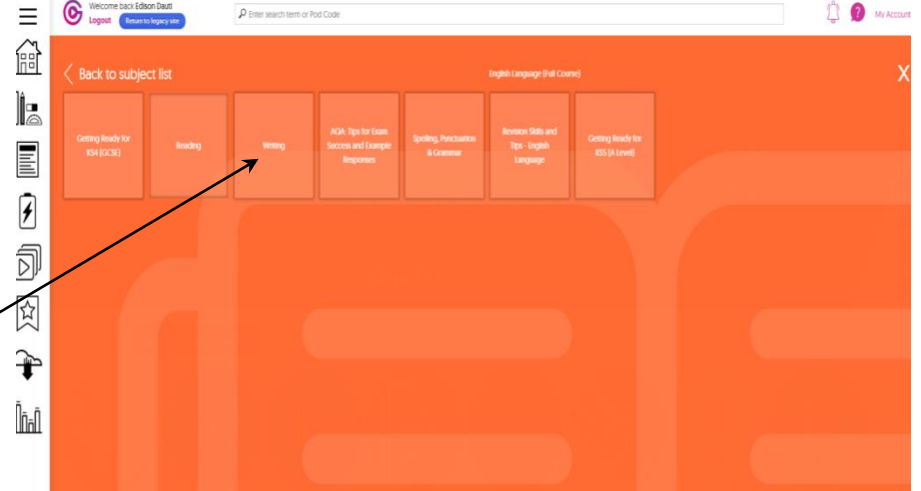 Welcome back Edison Dauti
Logout Return to legacy site
Enter search term or Pod Code
? My Account
Back to subject list
English Language (Full Course)
X
Getting Ready for
KS4 (GCSE)
Reading
Writing
AQA: Tips for Exam
Success and Example
Responses
Spelling, Punctuation
& Grammar
Revision Skills and
Tips - English
Language
Getting Ready for
KS5 (A Level)